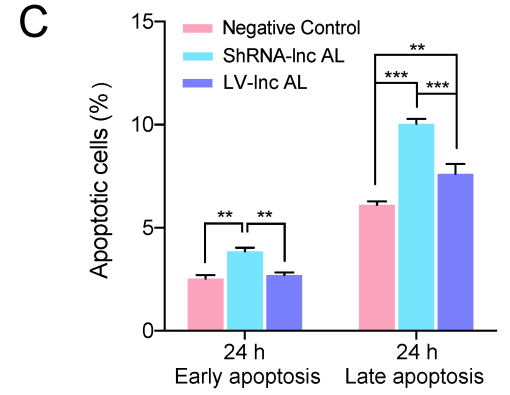 C
Negative Control
ShRNA-lnc AL
LV-lnc AL
Apoptotic cells (%)
15
10
5
0
**
**
**
***
***
24 h
Early apoptosis
24 h
Late apoptosis